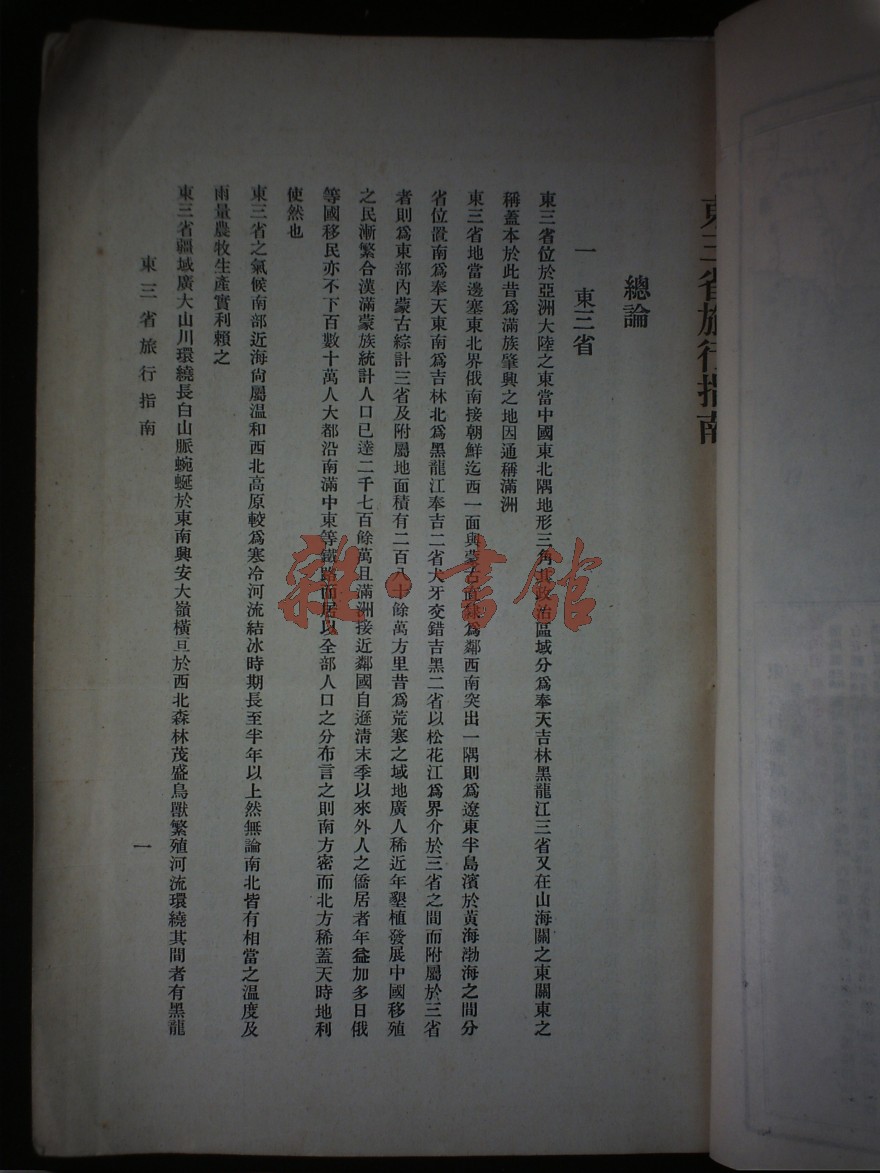 東三省旅行指南
總論
一 東三省
東三省位於亞洲大陸之東當中國東北隅地形三角其政治區域分爲奉天吉林黑龍江三省又在山海關之東關東之
稱蓋本於此昔爲滿族肇興之地因通稱滿洲
東三省地當邊塞東北界俄南接朝鮮迄西一面與蒙古直隸爲鄰西南突出一隅則爲遼東半島濱於黃海渤海之間分
省位置南爲奉天東南爲吉林北爲黑龍江奉吉二省犬牙交錯吉黑二省以松花江爲界介於三省之間而附屬於三省
者則爲東部內蒙古綜計三省及附屬地面積有二百八十餘萬方里昔爲荒寒之域地廣人稀近年墾植發展中國移殖
之民漸繁合漢滿蒙族統計人口已達二千七百餘萬且滿洲接近鄰國自遜清末季以來外人之僑居者年益加多日俄
等國移民亦不下百數十萬人大都沿南滿中東等鐵路而居以全部人口之分布言之則南方密而北方稀蓋天時地利
使然也
東三省之氣候南部近海尙屬溫和西北高原較爲寒冷河流結冰時期長至半年以上然無論南北皆有相當之溫度及
雨量農牧生產實利賴之
東三省疆域廣大山川環繞長白山脈蜿蜒於東南興安大嶺橫亘於西北森林茂盛鳥獸繁殖河流環繞其間者有黑龍
東三省旅行指南
一
雜·書館